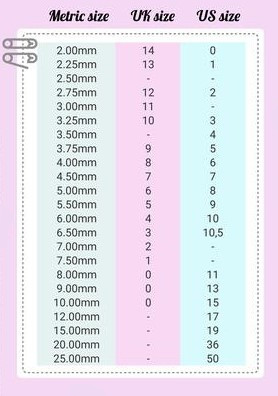 Metric size UK size US size
2.00mm 14 0
2.25mm 13 1
2.50mm - -
2.75mm 12 2
3.00mm 11 -
3.25mm 10 3
3.50mm - 4
3.75mm 9 5
4.00mm 8 6
4.50mm 7 7
5.00mm 6 8
5.50mm 5 9
6.00mm 4 10
6.50mm 3 10,5
7.00mm 2 -
7.50mm 1 -
8.00mm 0 11
9.00mm 0 13
10.00mm 0 15
12.00mm - 17
15.00mm - 19
20.00mm - 36
25.00mm - 50